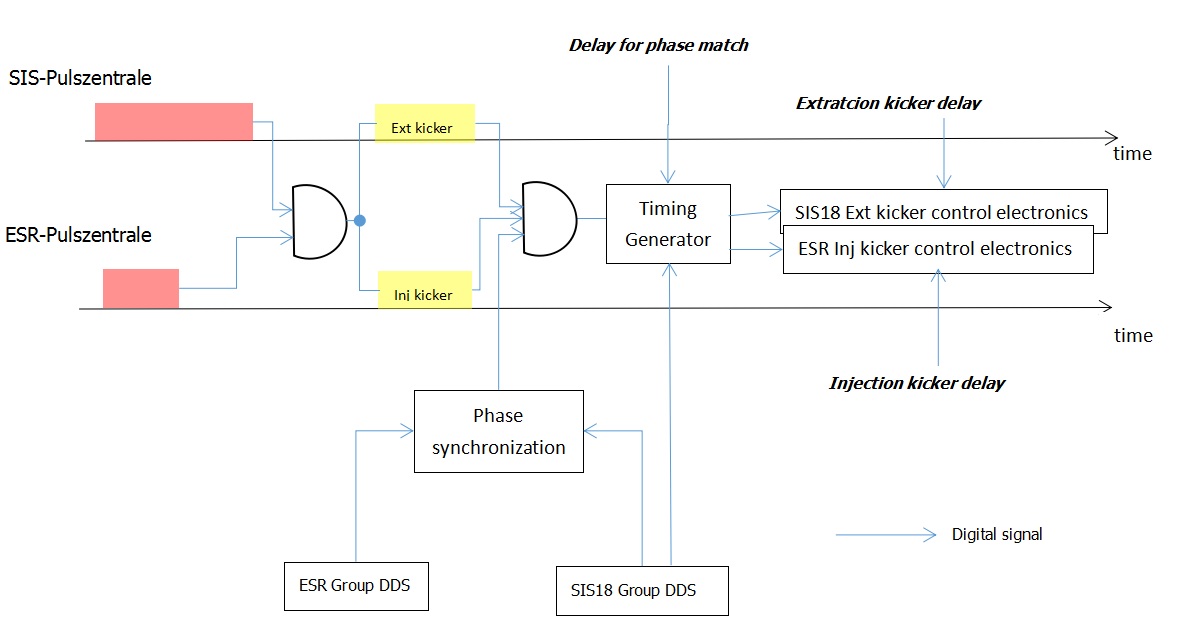 Delay for phase match
SIS-Pulszentrale
Extratcion kicker delay
Ext kicker
time
Timing
Generator
SIS18 Ext kicker control electronics
ESR-Pulszentrale
ESR Inj kicker control electronics
Inj kicker
time
Injection kicker delay
Phase
synchronization
Digital signal
ESR Group DDS
SIS18 Group DDS